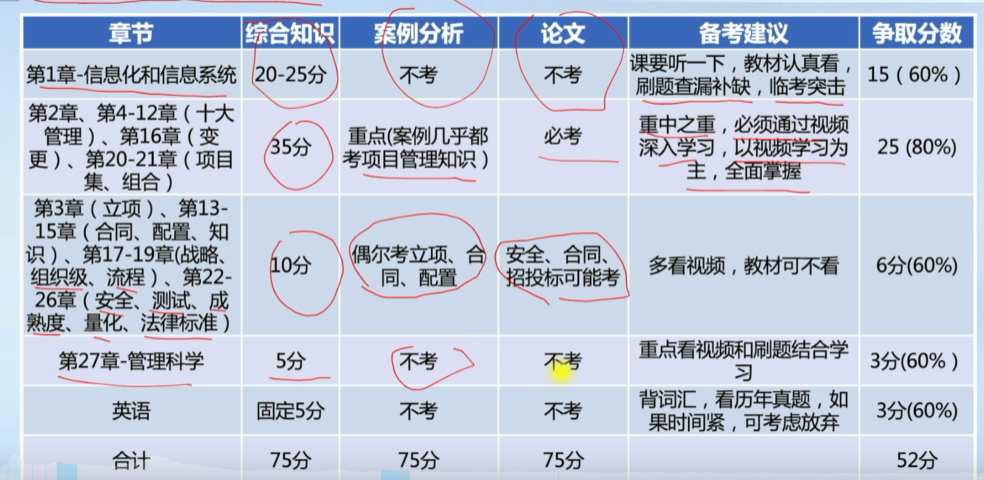 章节 综合知识 案例分析 论文 备考建议 争取分数
第1章-信息化和信息系统 20-25分 不考 不考 课要听一下，教材认真看，
刷题查漏补缺，临考突击 15（60%）
第2章、第4-12章（十大
管理）、第16章（变
更）、第20-21章（项目
集、组合） 35分 重点(案例几乎都
考项目管理知识） 必考 重中之重，必须通过视频
深入学习，以视频学习为
主，全面掌握 25 (80%)
第3章（立项）、第13-
15章（合同、配置、知
识）、第17-19章(战略、
组织级、流程）、第22-
26章（安全、测试、成
熟度、量化、法律标准） 10分 偶尔考立项、合
同、配置 安全、合同、
招投标可能考 多看视频，教材可不看 6分(60%)
第27章-管理科学 5分 不考 不考 重点看视频和刷题结合学
习 3分(60%）
英语 固定5分 不考 不考 背词汇，看历年真题，如
果时间紧，可考虑放弃 3分(60%)
合计 75分 75分 75分 52分